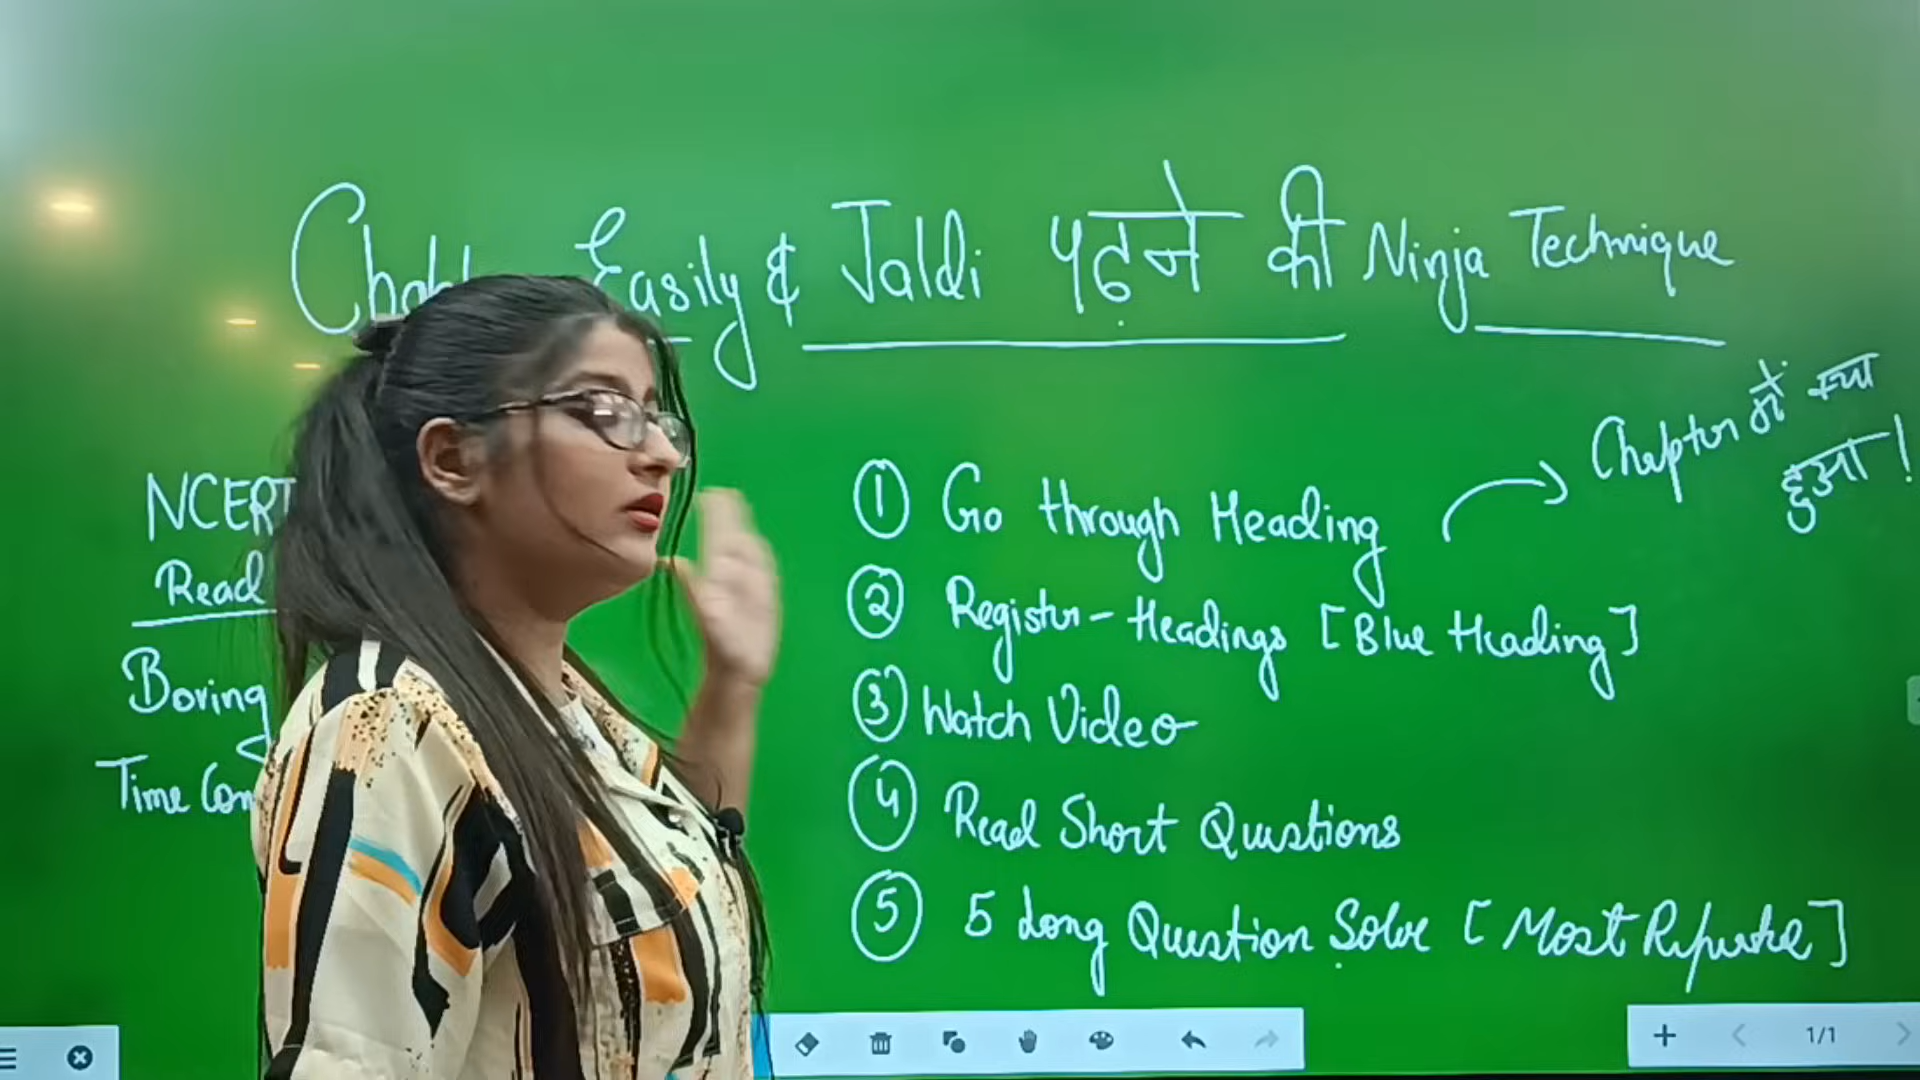 Easily & Jaldi पढ़ने की Ninja Technique
NCERT
Read
Boring
Time Con
① Go through Heading
Chapter में क्या
हुआ!
② Register - Headings [Blue Heading]
③ Watch Video
④ Read Short Questions
⑤ 5 Long Question Solve [Most Repeated]
1/1